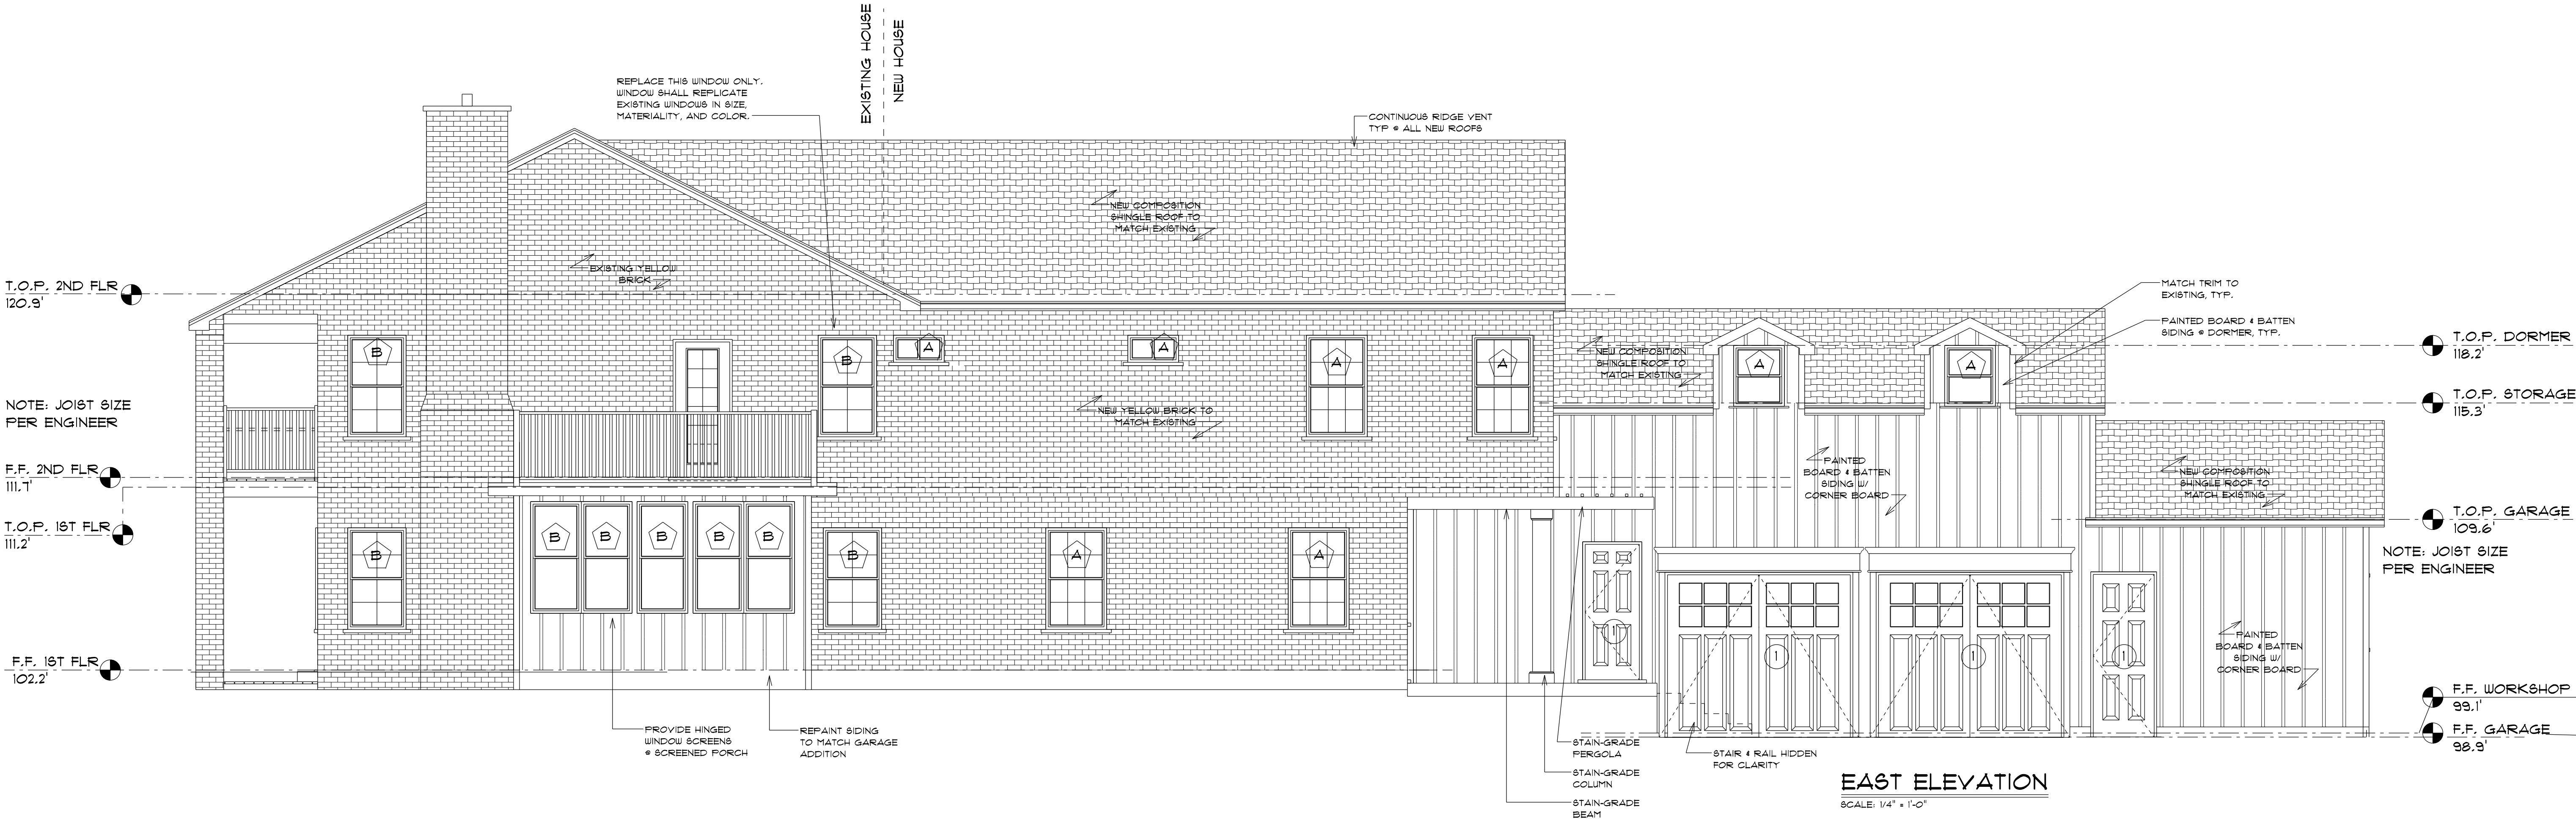 EXISTING HOUSE
NEW HOUSE
REPLACE THIS WINDOW ONLY.
WINDOW SHALL REPLICATE
EXISTING WINDOWS IN SIZE,
MATERIALITY, AND COLOR.
CONTINUOUS RIDGE VENT
TYP @ ALL NEW ROOFS
NEW COMPOSITION
SHINGLE ROOF TO
MATCH EXISTING
EXISTING YELLOW
BRICK
T.O.P. 2ND FLR
120.9'
NOTE: JOIST SIZE
PER ENGINEER
F.F. 2ND FLR
111.7'
T.O.P. 1ST FLR
111.2'
F.F. 1ST FLR
102.2'
B
B
A
A
A
A
NEW YELLOW BRICK TO
MATCH EXISTING
B
B
B
B
B
B
B
A
A
PROVIDE HINGED
WINDOW SCREENS
@ SCREENED PORCH
REPAINT SIDING
TO MATCH GARAGE
ADDITION
NEW COMPOSITION
SHINGLE ROOF TO
MATCH EXISTING
A
A
MATCH TRIM TO
EXISTING, TYP.
PAINTED BOARD & BATTEN
SIDING @ DORMER, TYP.
PAINTED
BOARD & BATTEN
SIDING W/
CORNER BOARD
NEW COMPOSITION
SHINGLE ROOF TO
MATCH EXISTING
1
1
1
1
PAINTED
BOARD & BATTEN
SIDING W/
CORNER BOARD
STAIN-GRADE
PERGOLA
STAIN-GRADE
COLUMN
STAIN-GRADE
BEAM
STAIR & RAIL HIDDEN
FOR CLARITY
T.O.P. DORMER
118.2'
T.O.P. STORAGE
115.3'
T.O.P. GARAGE
109.6'
NOTE: JOIST SIZE
PER ENGINEER
F.F. WORKSHOP
99.1'
F.F. GARAGE
98.9'
EAST ELEVATION
SCALE: 1/4" = 1'-0"